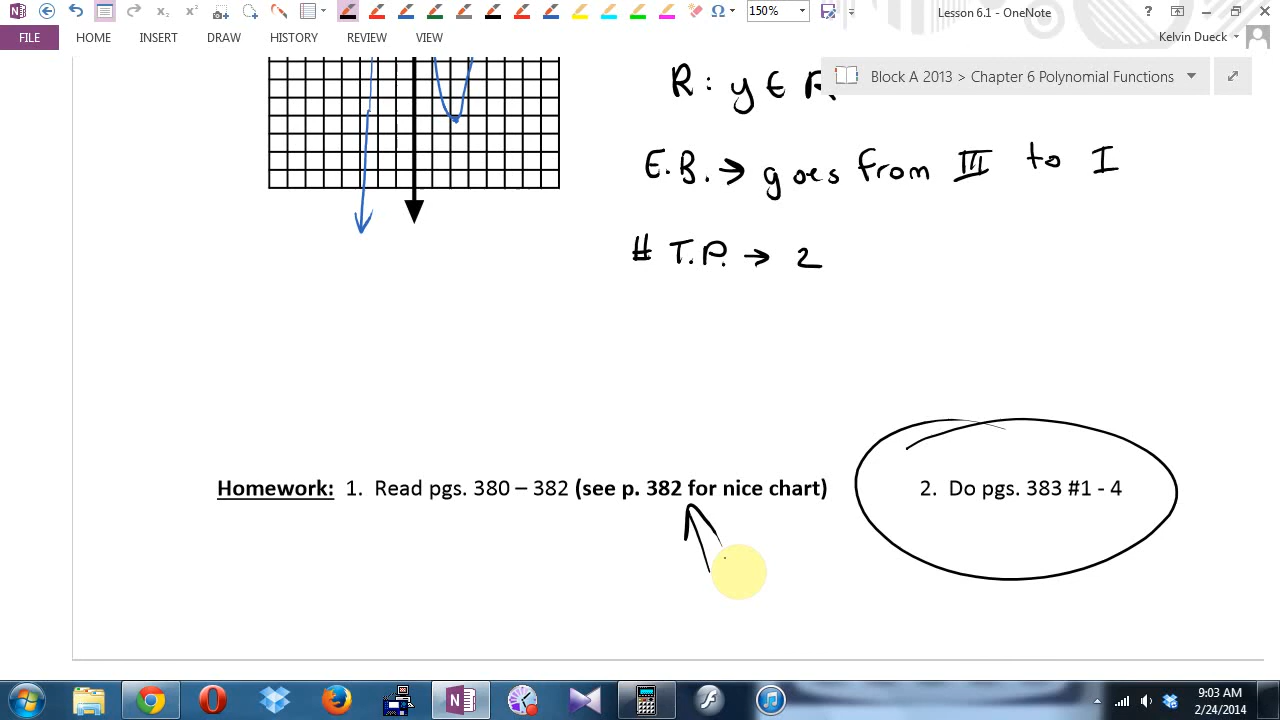 150%
Lesson 6.1 - OneNote
?
FILE HOME INSERT DRAW HISTORY REVIEW VIEW
Kelvin Dueck
Block A 2013 > Chapter 6 Polynomial Functions
R : y ∈ R.
E.B. → goes from III to I
# T.P. → 2
Homework: 1. Read pgs. 380 – 382 (see p. 382 for nice chart) 2. Do pgs. 383 #1 - 4
9:03 AM
2/24/2014